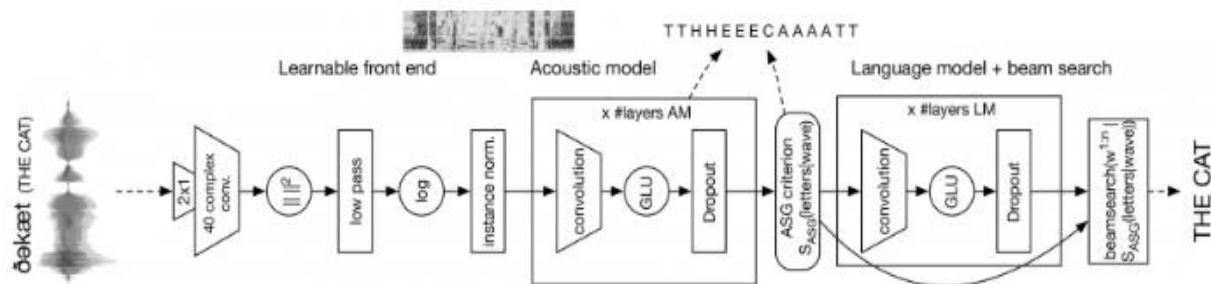 TTHHEEECAAAATT
Learnable front end
Acoustic model
Language model + beam search
x #layers AM
x #layers LM
ðəkæt (THE CAT)
2x1
40 complex
conv.
|| ||²
low pass
log
instance norm.
convolution
GLU
Dropout
ASG criterion
S_ASG(letters|wave)
convolution
GLU
Dropout
beamsearch(w^1:n |
S_ASG(letters|wave))
THE CAT